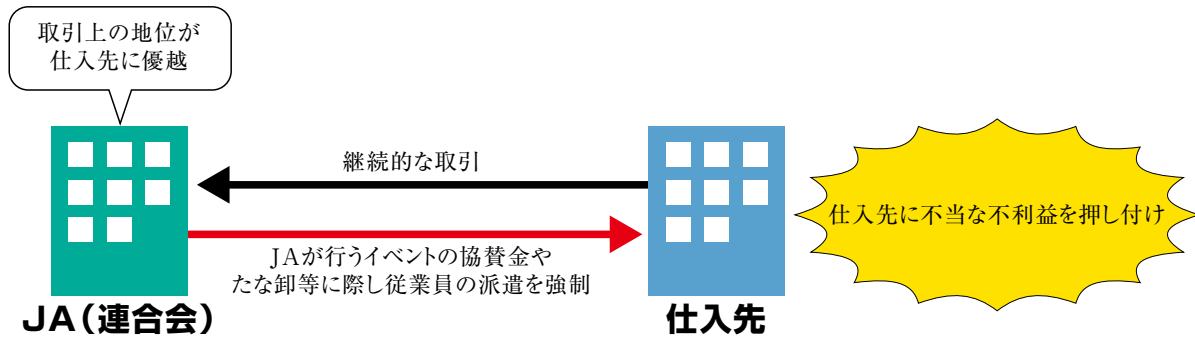 取引上の地位が
仕入先に優越
継続的な取引
JAが行うイベントの協賛金や
たな卸等に際し従業員の派遣を強制
仕入先に不当な不利益を押し付け
JA（連合会）
仕入先